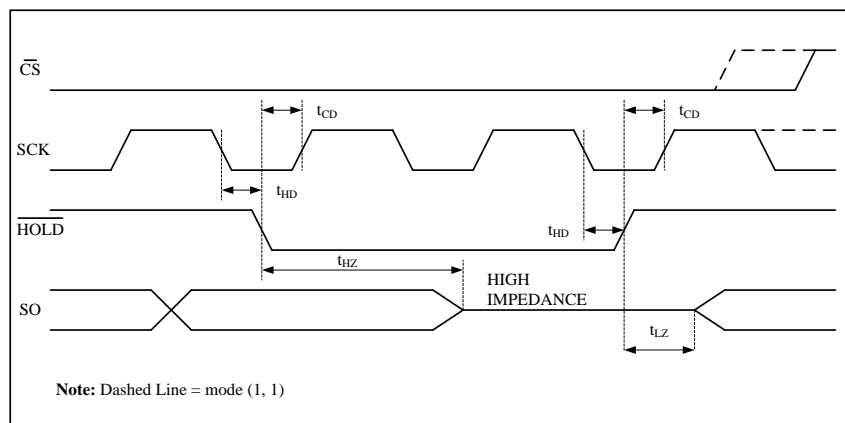 CS
tCD
tCD
SCK
tHD
HOLD
tHD
tHZ
HIGH
IMPEDANCE
SO
tLZ
Note: Dashed Line = mode (1, 1)